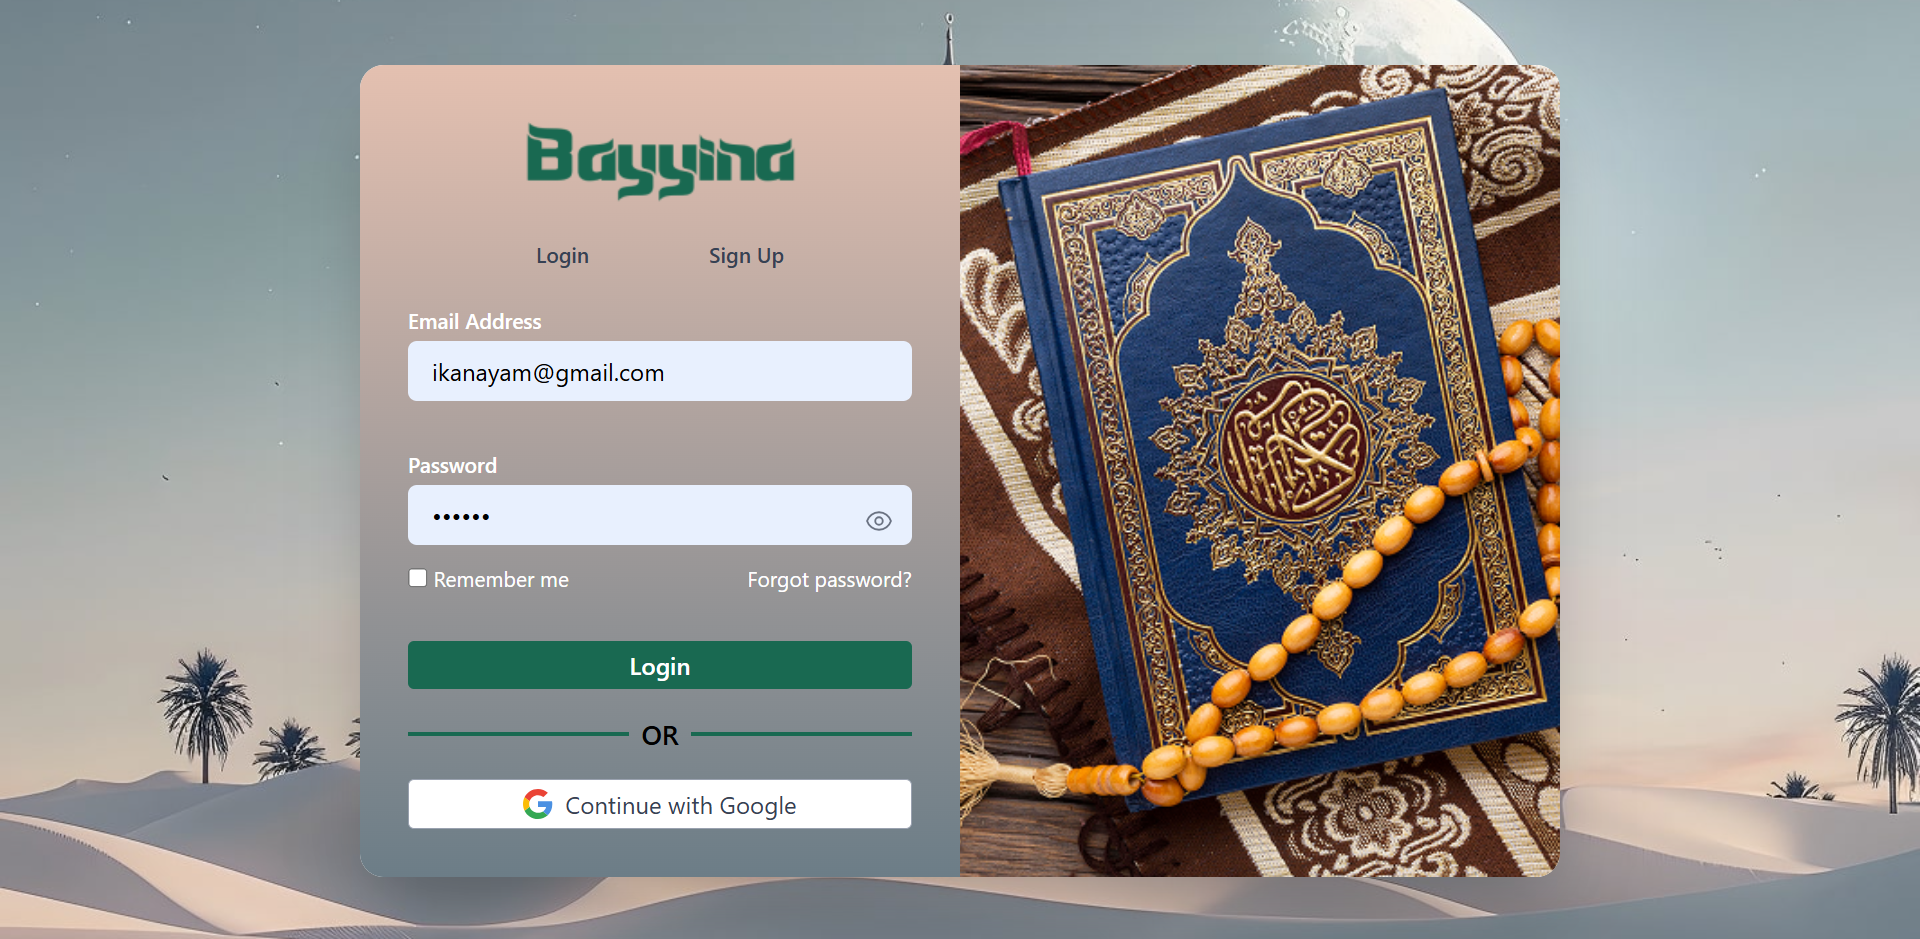 Bayyina
Login
Sign Up
Email Address
ikanayam@gmail.com
Password
••••••
Remember me
Forgot password?
Login
OR
Continue with Google